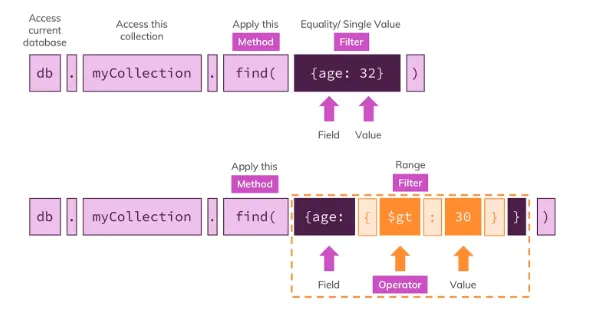 Access current database
Access this collection
Apply this
Method
Equality/ Single Value
Filter
db . myCollection . find( {age: 32} )
Field
Value
Apply this
Method
Range
Filter
db . myCollection . find( {age: { $gt : 30 } } )
Field
Operator
Value